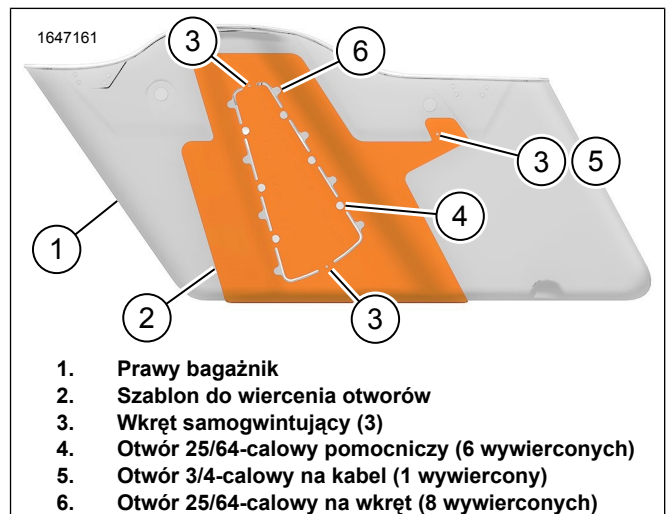 1647161
3
6
3
5
4
1
2
3
1. Prawy bagażnik
2. Szablon do wiercenia otworów
3. Wkręt samogwintujący (3)
4. Otwór 25/64-calowy pomocniczy (6 wywierconych)
5. Otwór 3/4-calowy na kabel (1 wywiercony)
6. Otwór 25/64-calowy na wkręt (8 wywierconych)